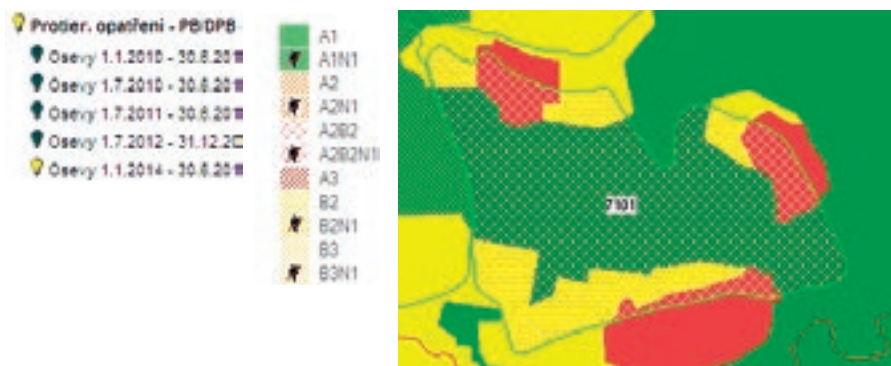 Protier. opatření - PB/DPB
Osevy 1.1.2010 - 30.6.201
Osevy 1.7.2010 - 30.6.201
Osevy 1.7.2011 - 30.6.201
Osevy 1.7.2012 - 31.12.2
Osevy 1.1.2014 - 30.6.201
A1
A1N1
A2
A2N1
A2B2
A2B2N1
A3
B2
B2N1
B3
B3N1
7101